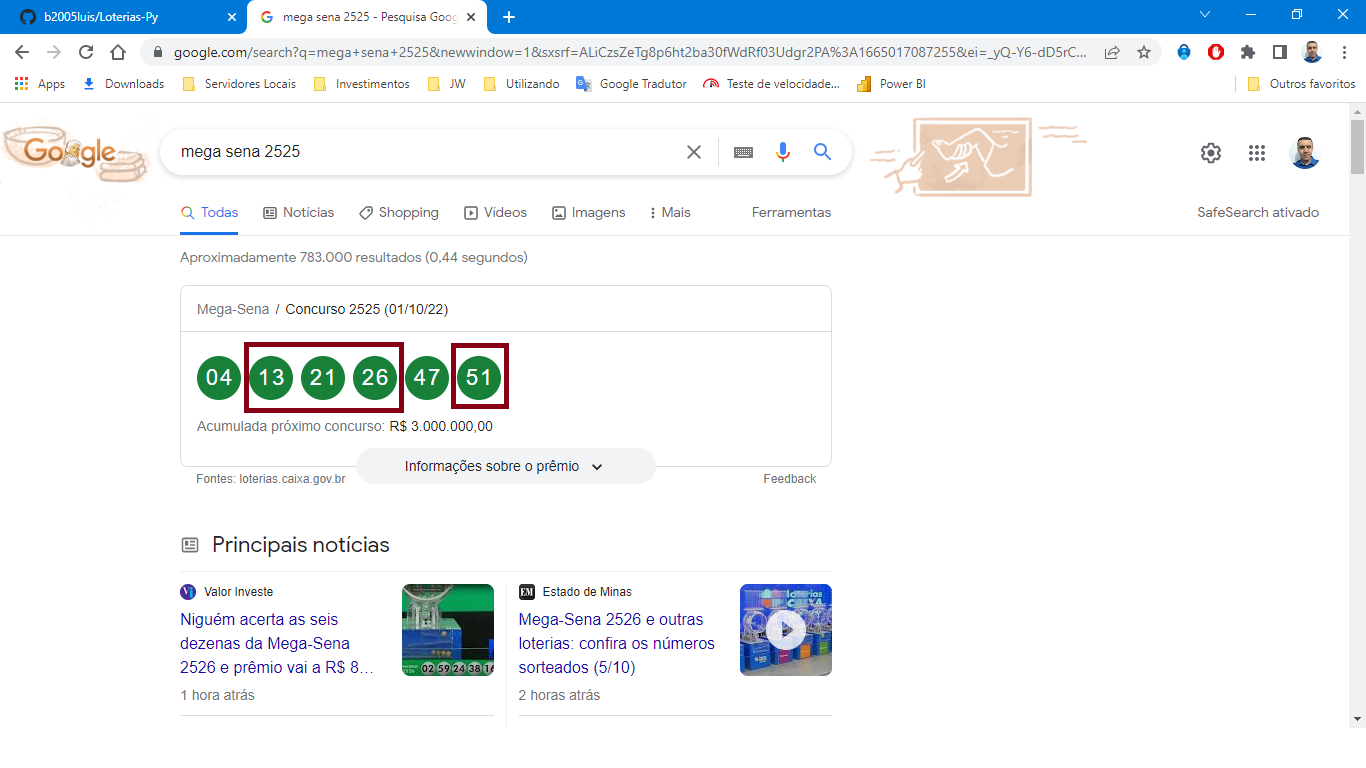 b2005luis/Loterias-Py
mega sena 2525 - Pesquisa Goog
google.com/search?q=mega+sena+2525&newwindow=1&sxsrf=ALiCzsZeTg8p6ht2ba30fWdRf03Udgr2PA%3A1665017087255&ei=_yQ-Y6-dD5rC...
Apps Downloads Servidores Locais Investimentos JW Utilizando Google Tradutor Teste de velocidade... Power BI Outros favoritos
Google
mega sena 2525
Todas Notícias Shopping Vídeos Imagens Mais Ferramentas SafeSearch ativado
Aproximadamente 783.000 resultados (0,44 segundos)
Mega-Sena / Concurso 2525 (01/10/22)
04 13 21 26 47 51
Acumulada próximo concurso: R$ 3.000.000,00
Informações sobre o prêmio
Fontes: loterias.caixa.gov.br Feedback
Principais notícias
Valor Investe
Niguém acerta as seis
dezenas da Mega-Sena
2526 e prêmio vai a R$ 8...
1 hora atrás
02 59 24 38 16
EM Estado de Minas
Mega-Sena 2526 e outras
loterias: confira os números
sorteados (5/10)
2 horas atrás
loterias
CAIXA